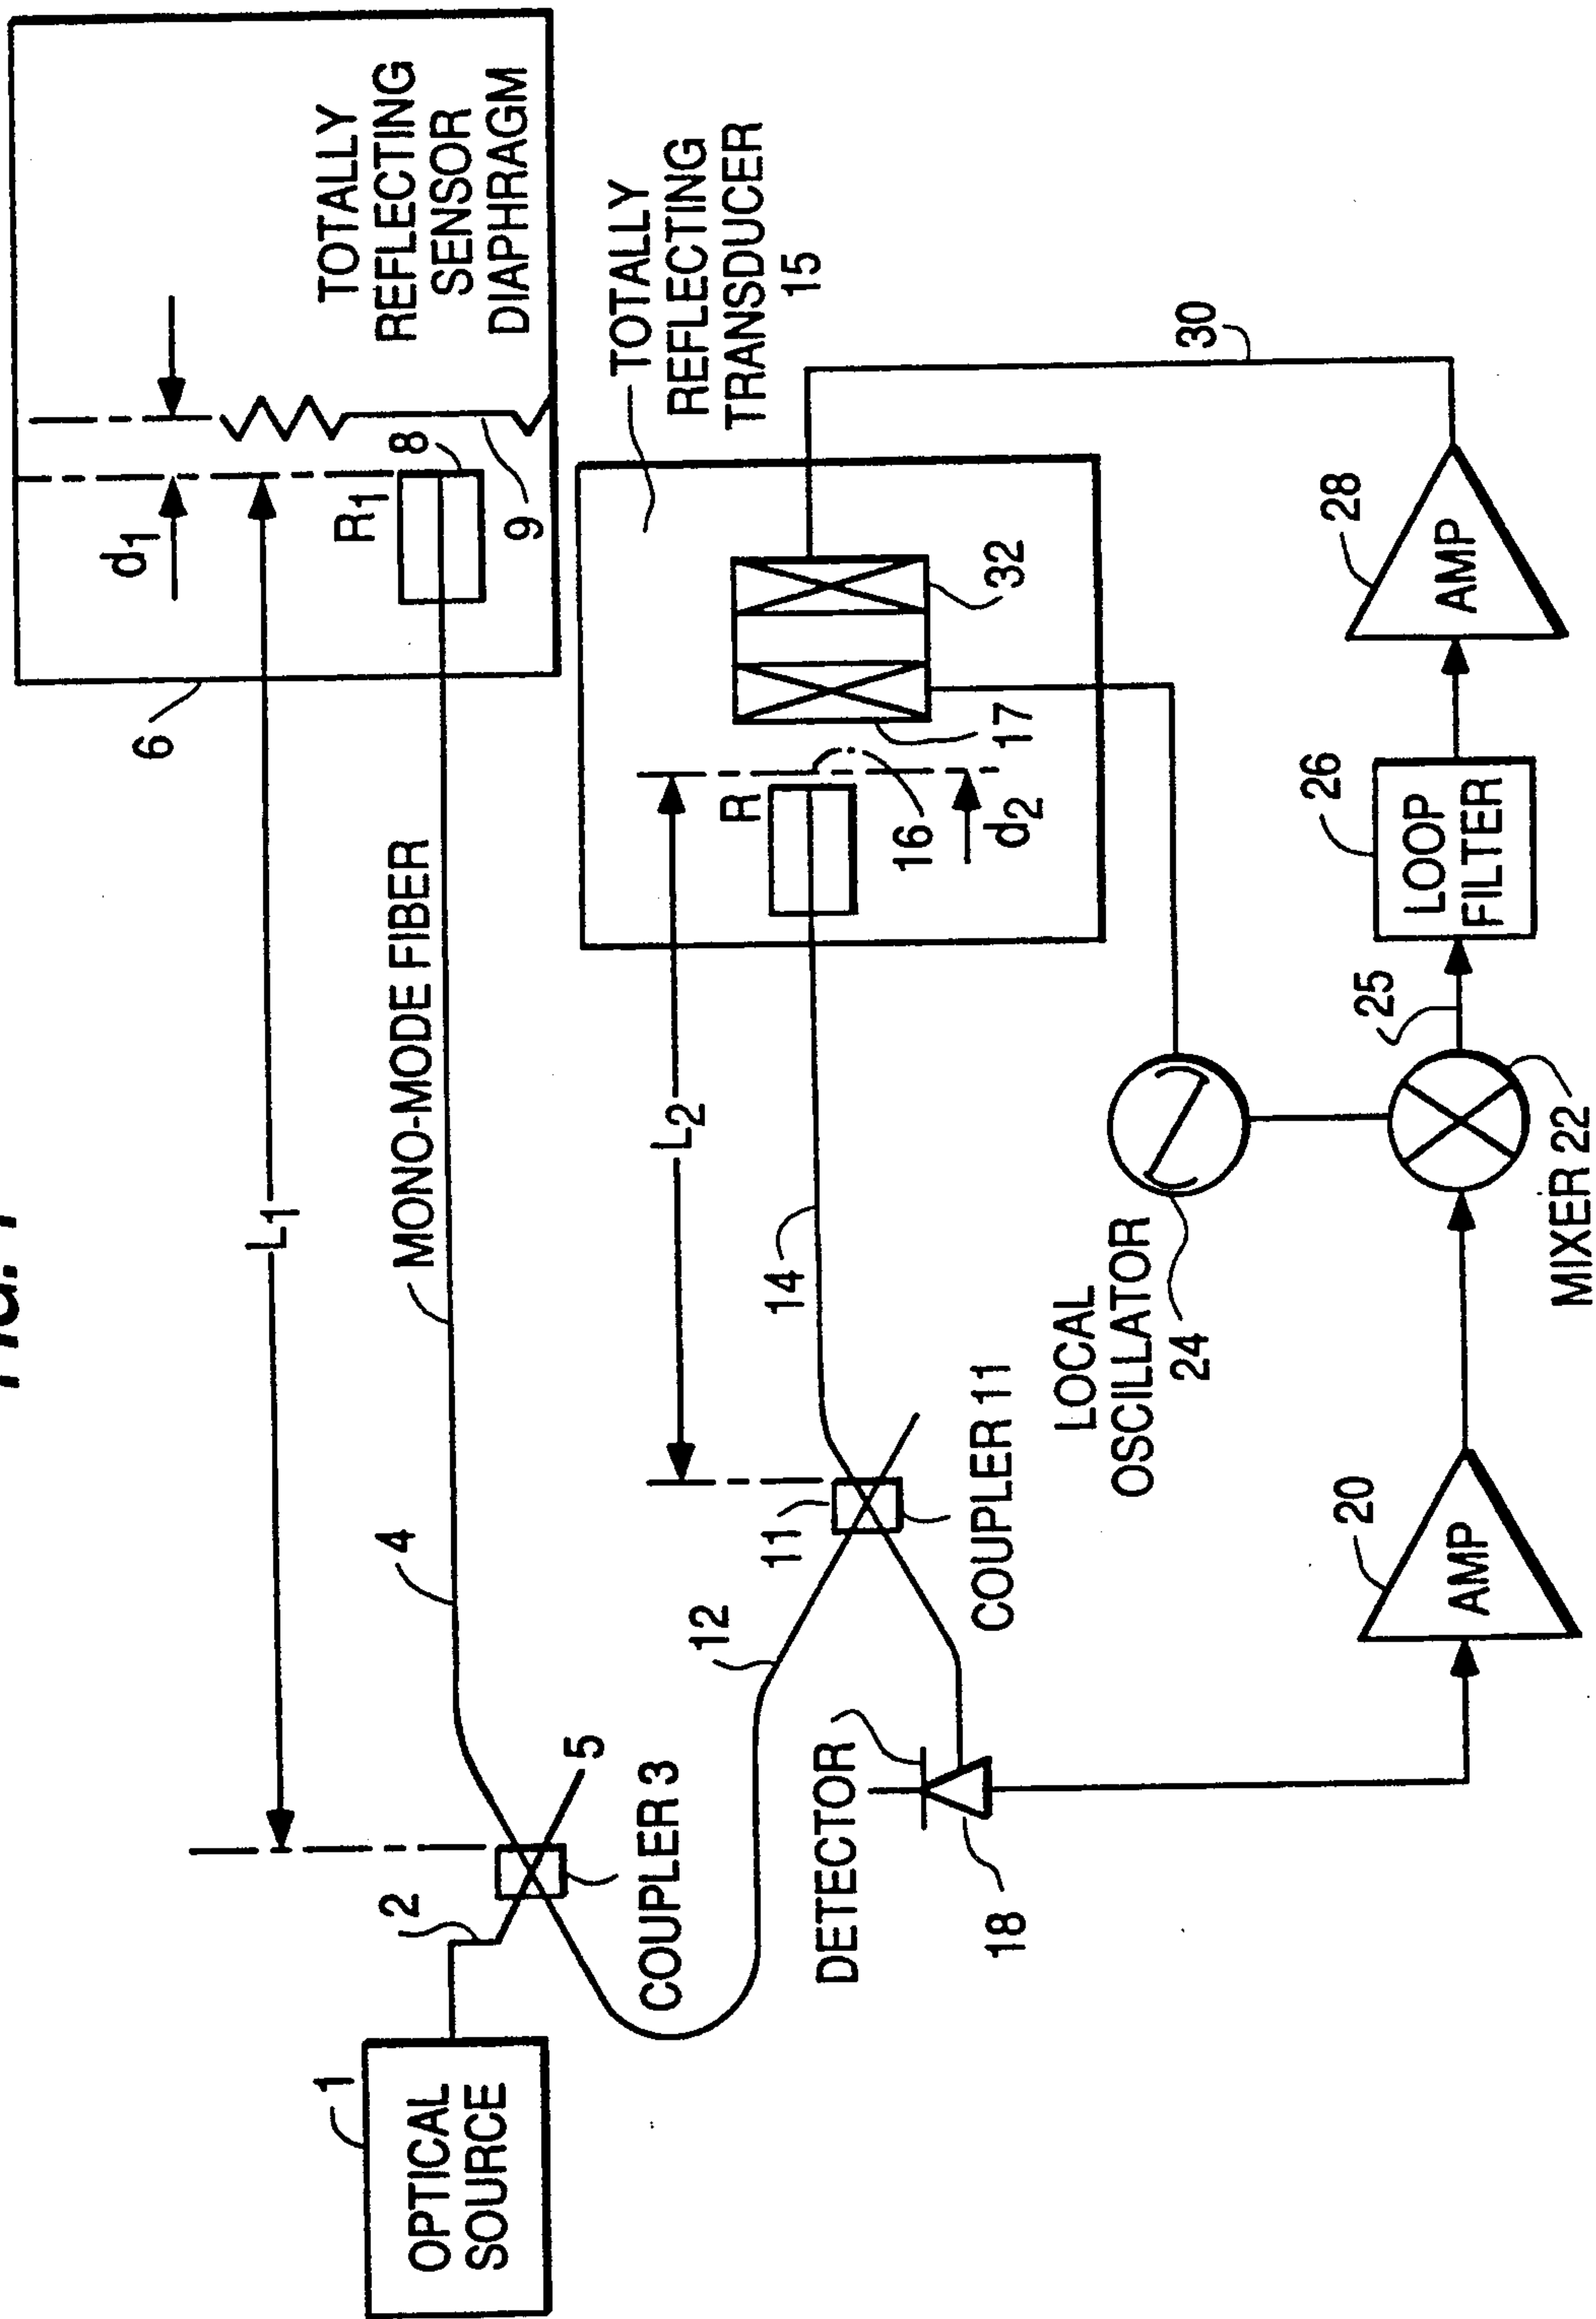 1
OPTICAL
SOURCE
2
COUPLER 3
5
4
MONO-MODE FIBER
L1
6
d1
R1
8
9
TOTALLY
REFLECTING
SENSOR
DIAPHRAGM
12
11
COUPLER 11
14
L2
R
16
d2
17
32
TOTALLY
REFLECTING
TRANSDUCER
15
DETECTOR
18
20
AMP
LOCAL
OSCILLATOR
24
MIXER 22
25
26
LOOP
FILTER
28
AMP
30